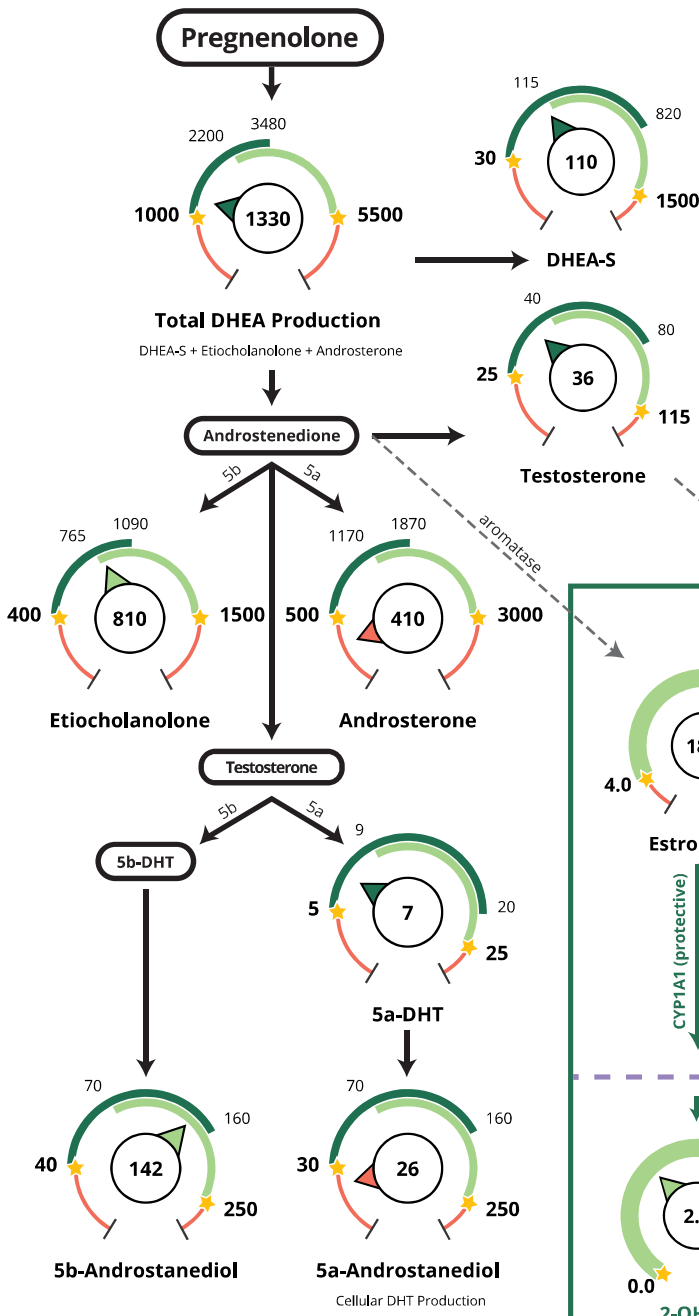 Pregnenolone
2200
3480
1000
1330
5500
Total DHEA Production
DHEA-S + Etiocholanolone + Androsterone
115
820
30
110
1500
DHEA-S
40
80
25
36
115
Testosterone
Androstenedione
5b
5a
aromatase
765
1090
400
810
1500
Etiocholanolone
1170
1870
500
410
3000
Androsterone
Testosterone
5b
5a
5b-DHT
9
20
5
7
25
5a-DHT
70
160
40
142
250
5b-Androstanediol
70
160
30
26
250
5a-Androstanediol
Cellular DHT Production
4.0
18
Estro
CYP1A1 (protective)
2.
0.0